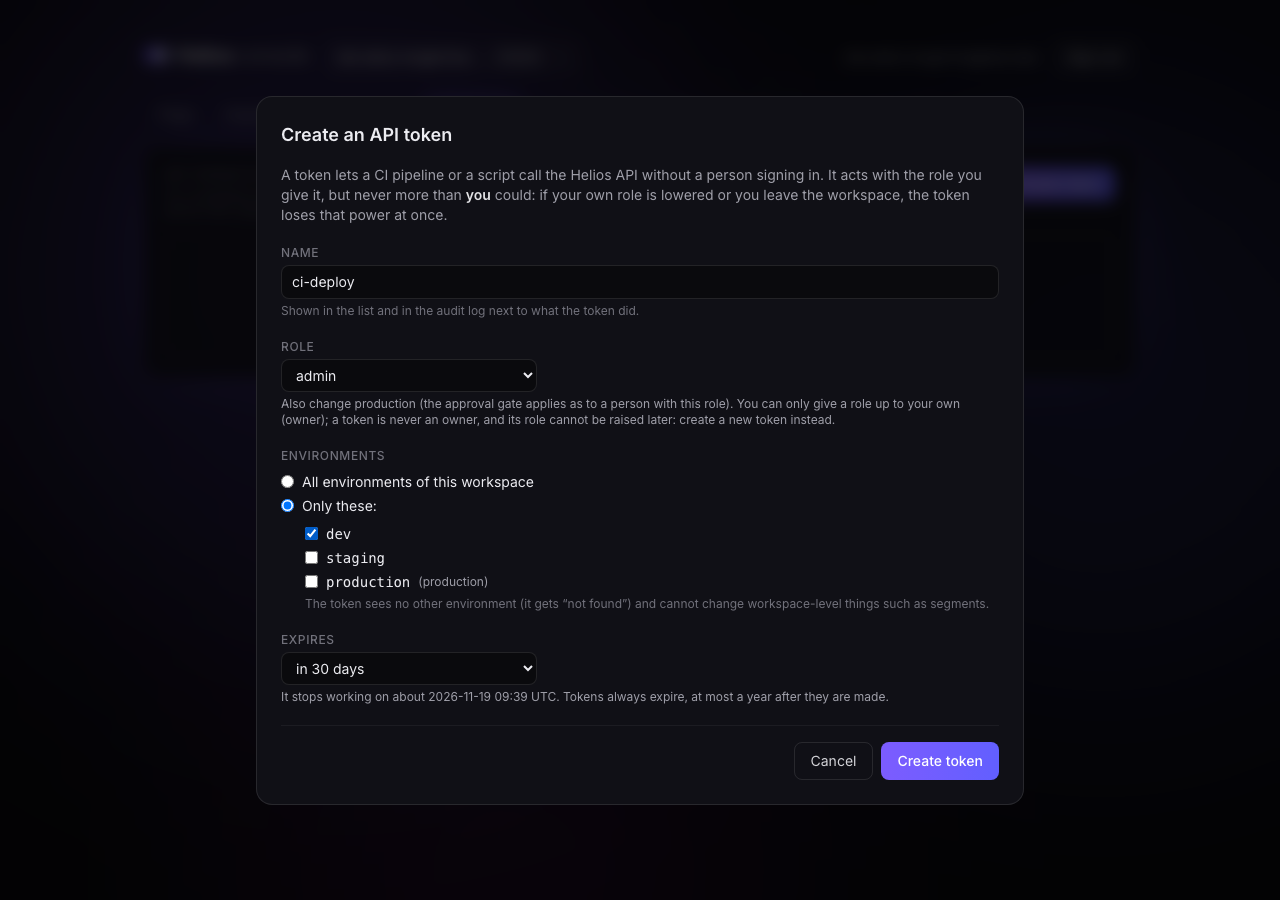 Create an API token
A token lets a CI pipeline or a script call the Helios API without a person signing in. It acts with the role you
give it, but never more than you could: if your own role is lowered or you leave the workspace, the token
loses that power at once.
NAME
ci-deploy
Shown in the list and in the audit log next to what the token did.
ROLE
admin
Also change production (the approval gate applies as to a person with this role). You can only give a role up to your own
(owner); a token is never an owner, and its role cannot be raised later: create a new token instead.
ENVIRONMENTS
All environments of this workspace
Only these:
dev
staging
production (production)
The token sees no other environment (it gets “not found”) and cannot change workspace-level things such as segments.
EXPIRES
in 30 days
It stops working on about 2026-11-19 09:39 UTC. Tokens always expire, at most a year after they are made.
Cancel
Create token